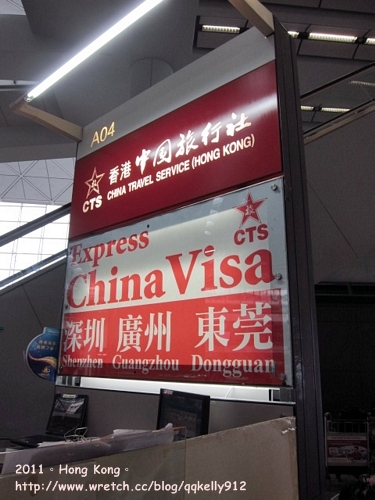 A04
香港中国旅行社
CHINA TRAVEL SERVICE (HONG KONG)
CTS
Express
CTS
China Visa
深圳 廣州 東莞
Shenzhen Guangzhou Dongguan
2011。Hong Kong。
http://www.wretch.cc/blog/qqkelly912